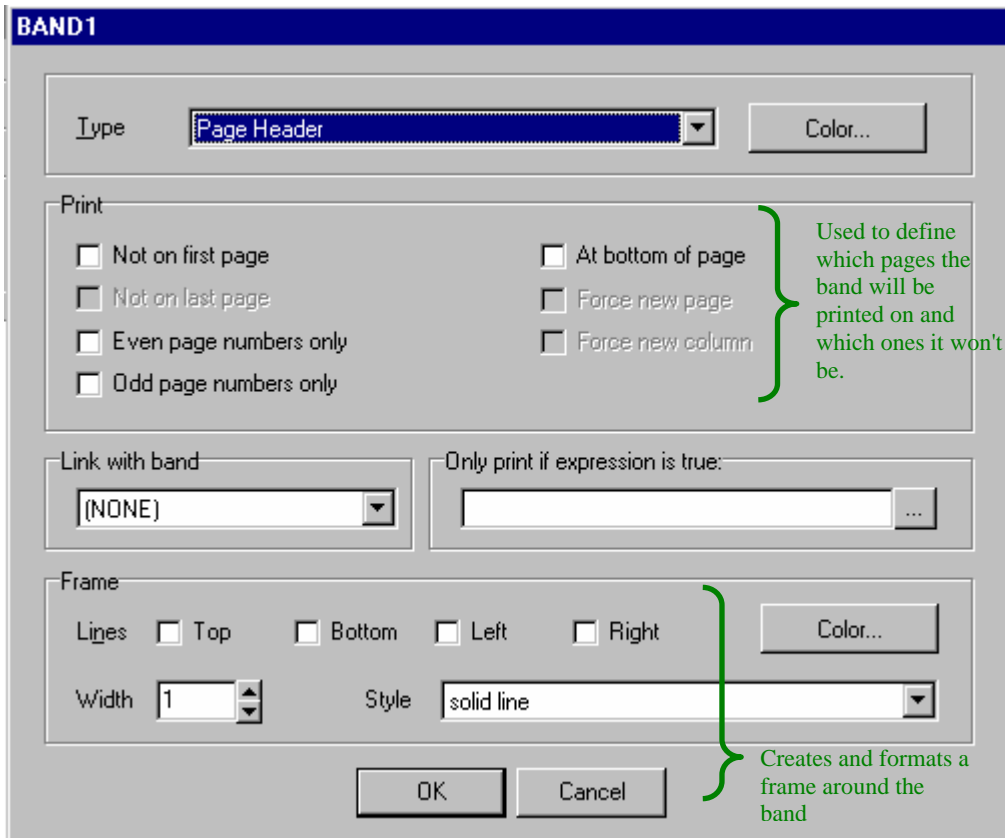 BAND1
Type
Page Header
Color...
Print
Not on first page
At bottom of page
Not on last page
Force new page
Even page numbers only
Force new column
Odd page numbers only
Used to define
which pages the
band will be
printed on and
which ones it won't
be.
Link with band
(NONE)
Only print if expression is true:
...
Frame
Lines
Top
Bottom
Left
Right
Color...
Width
1
Style
solid line
Creates and formats a
frame around the
band
OK
Cancel